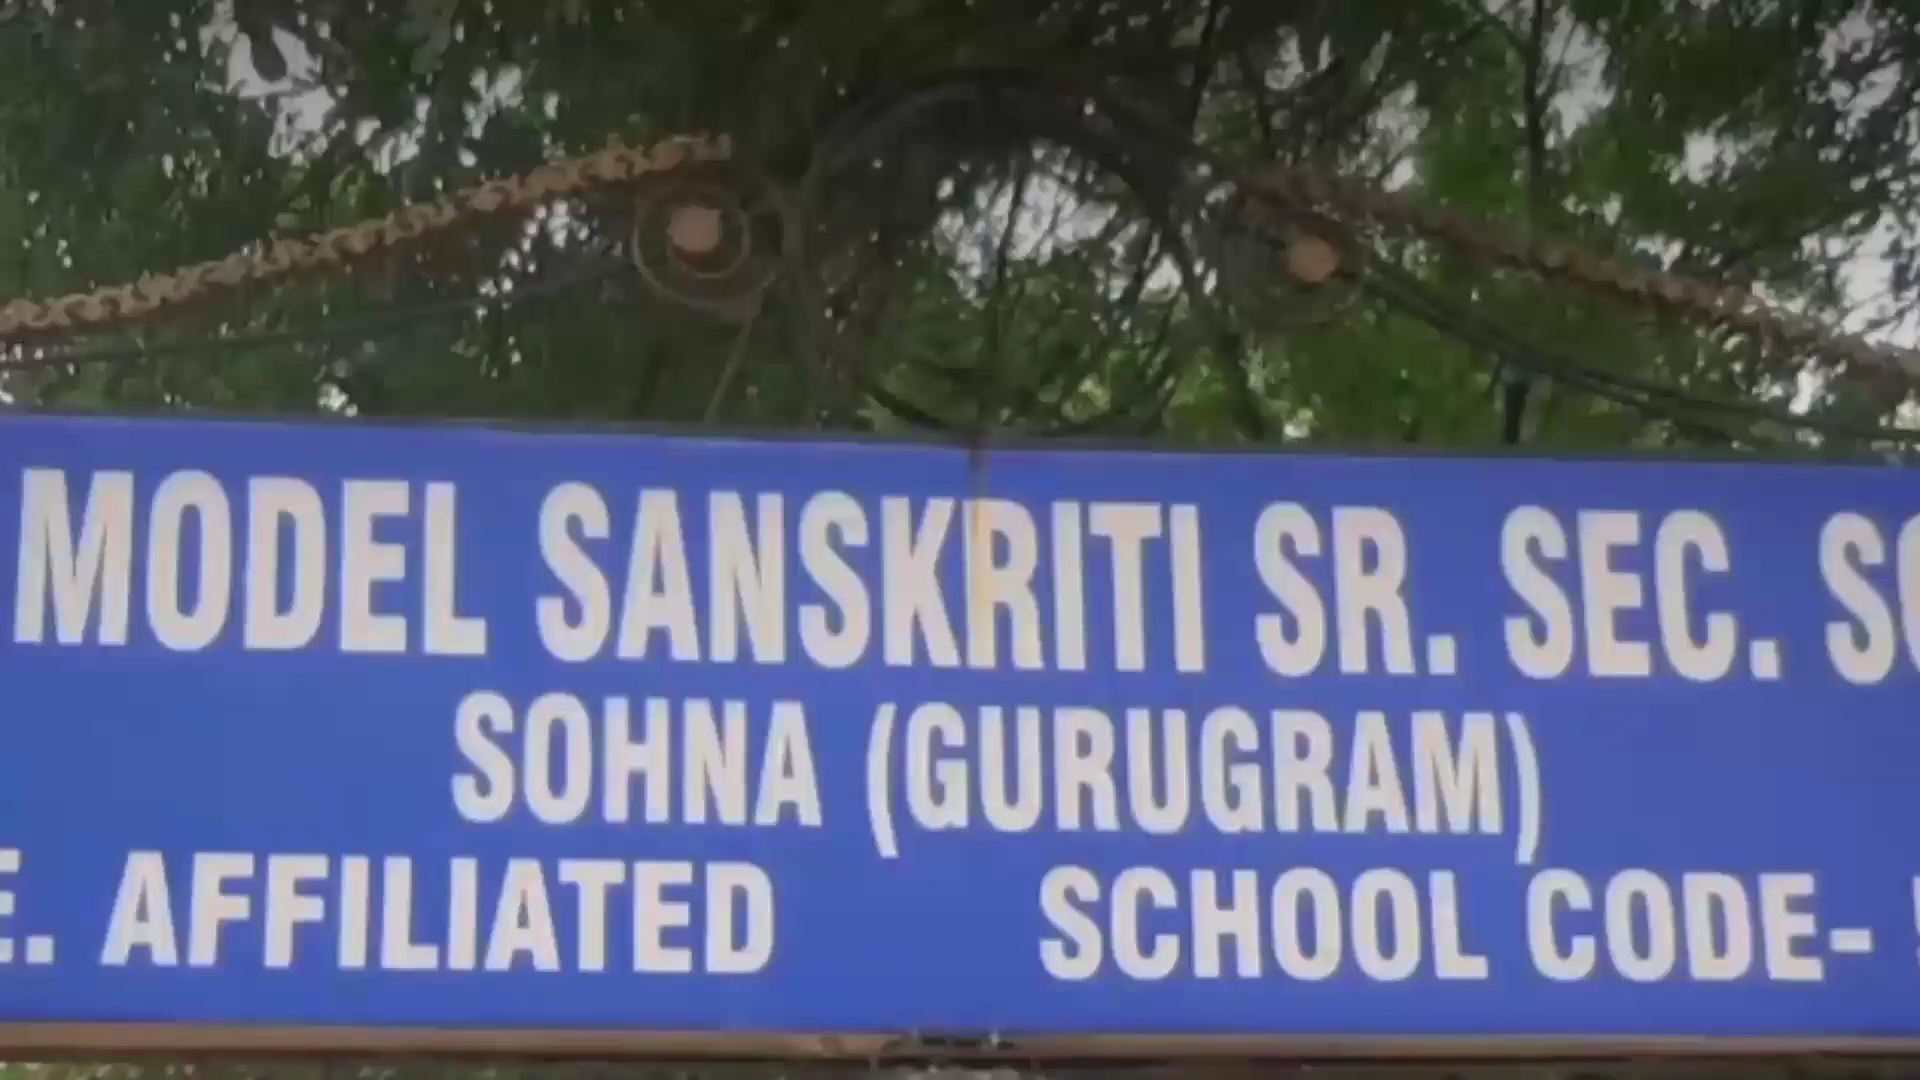 MODEL SANSKRITI SR. SEC.
SOHNA (GURUGRAM)
AFFILIATED SCHOOL CODE-